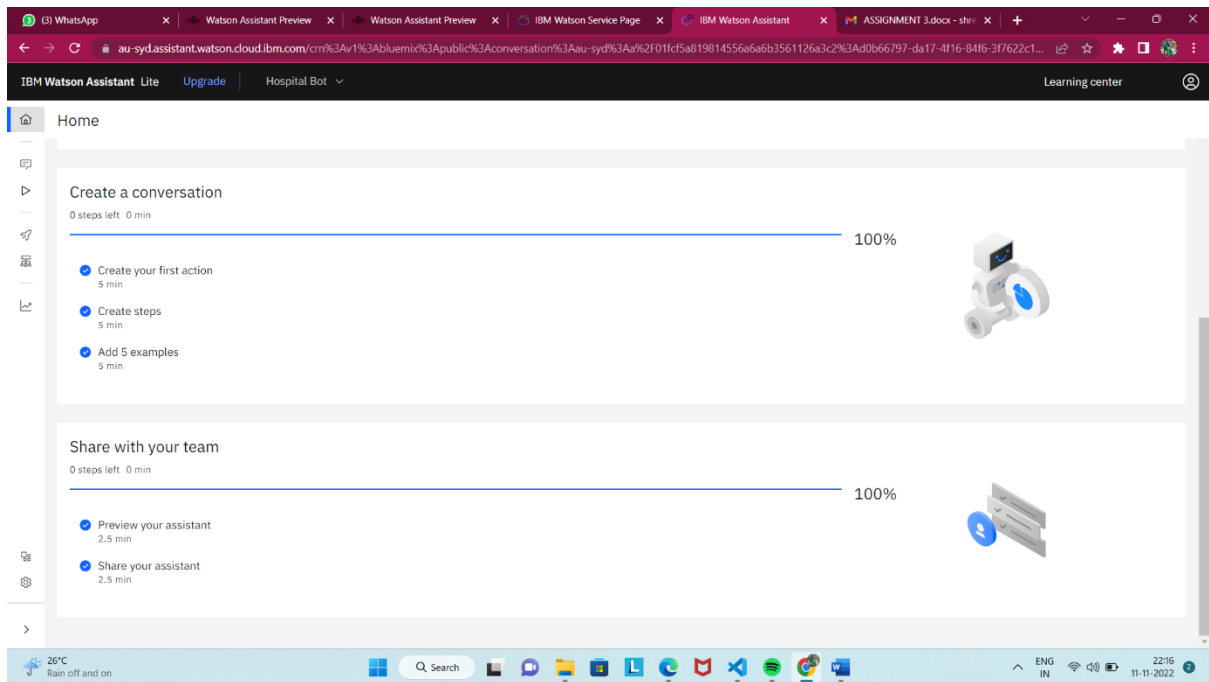 (3) WhatsApp
Watson Assistant Preview
Watson Assistant Preview
IBM Watson Service Page
IBM Watson Assistant
ASSIGNMENT 3.docx - shre
au-syd.assistant.watson.cloud.ibm.com/crn%3Av1%3Abluemix%3Apublic%3Aconversation%3Aau-syd%3Aa%2F01fcf5a819814556a6a6b3561126a3c2%3Ad0b66797-da17-4f16-84f6-3f7622c1...
IBM Watson Assistant Lite Upgrade Hospital Bot Learning center
Home
Create a conversation
0 steps left 0 min
100%
Create your first action
5 min
Create steps
5 min
Add 5 examples
5 min
Share with your team
0 steps left 0 min
100%
Preview your assistant
2.5 min
Share your assistant
2.5 min
26°C
Rain off and on
Search
ENG
IN
22:16
11-11-2022
2